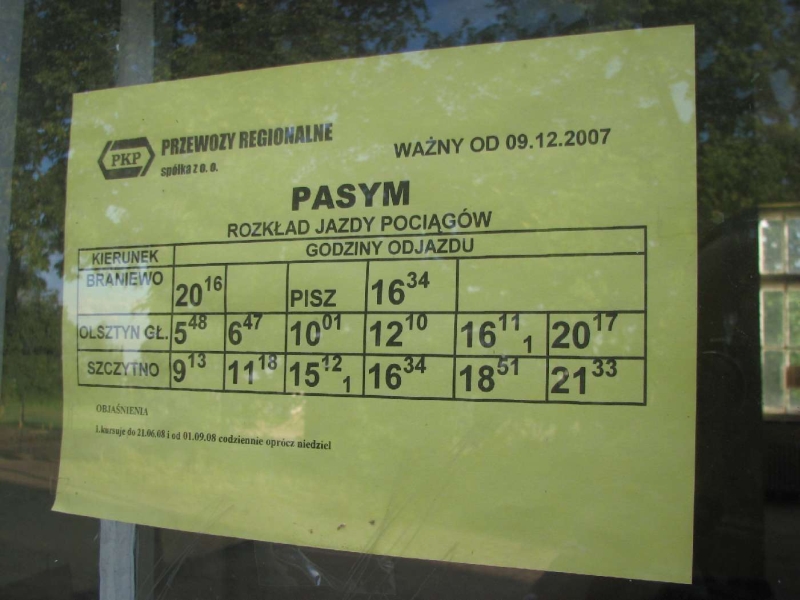 PKP PRZEWOZY REGIONALNE
spółka z o. o.
WAŻNY OD 09.12.2007
PASYM
ROZKŁAD JAZDY POCIĄGÓW
KIERUNEK GODZINY ODJAZDU
BRANIEWO 20 16 PISZ 16 34
OLSZTYN GŁ. 5 48 6 47 10 01 12 10 16 11 1 20 17
SZCZYTNO 9 13 11 18 15 12 1 16 34 18 51 21 33
OBJAŚNIENIA
1.kursuje do 21.06.08 i od 01.09.08 codziennie oprócz niedziel